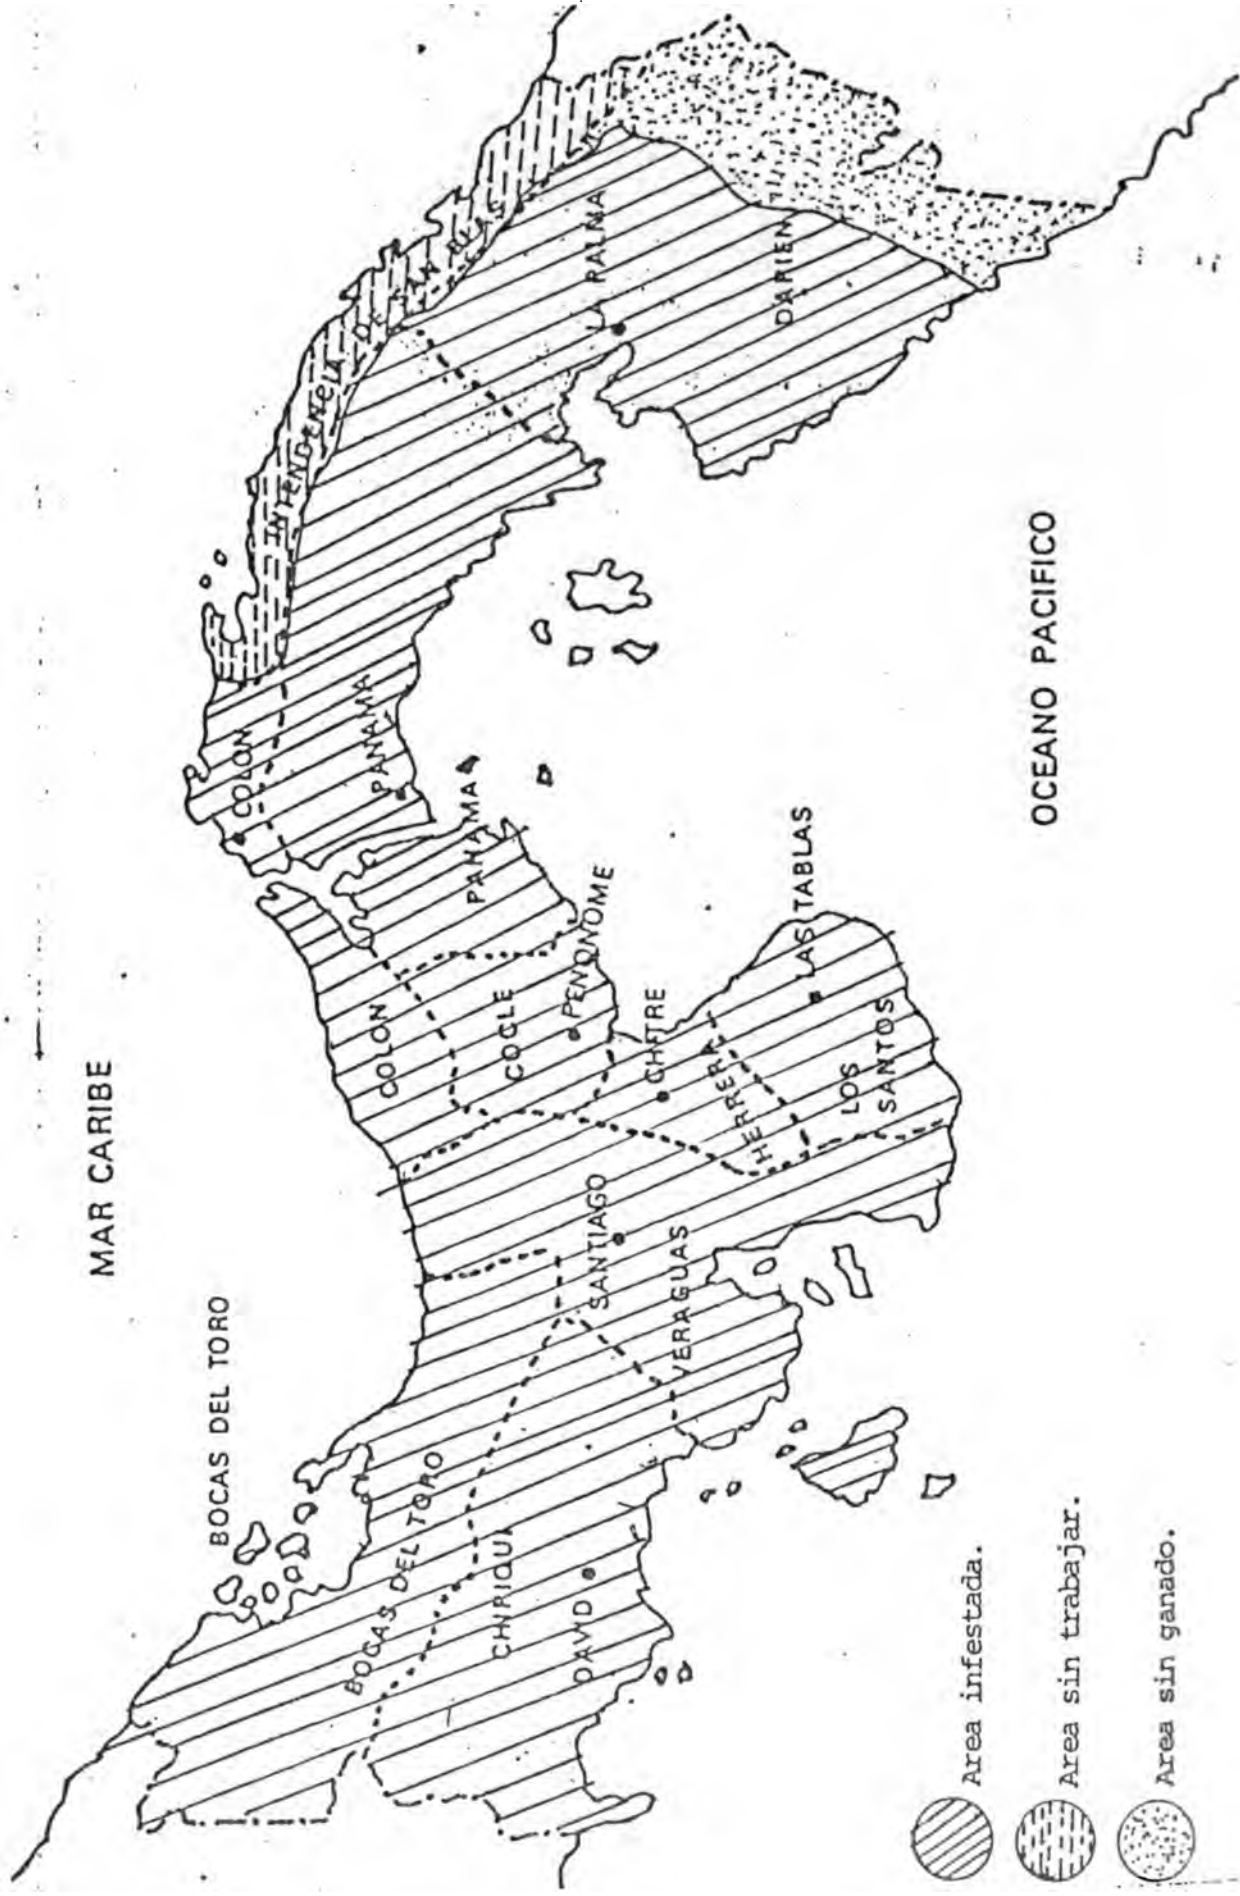 MAR CARIBE
BOCAS DEL TORO
BOCAS DEL TORO
CHIRIQUI
DAVID
VERAGUAS
SANTIAGO
COLON
COCLE
PENONOME
CHITRE
HERRERA
LOS
SANTOS
LAS TABLAS
PANAMA
COLON
PANAMA
INTENDENCIA DE SAN BLAS
LA PALMA
DARIEN
OCEANO PACIFICO
Area infestada.
Area sin trabajar.
Area sin ganado.